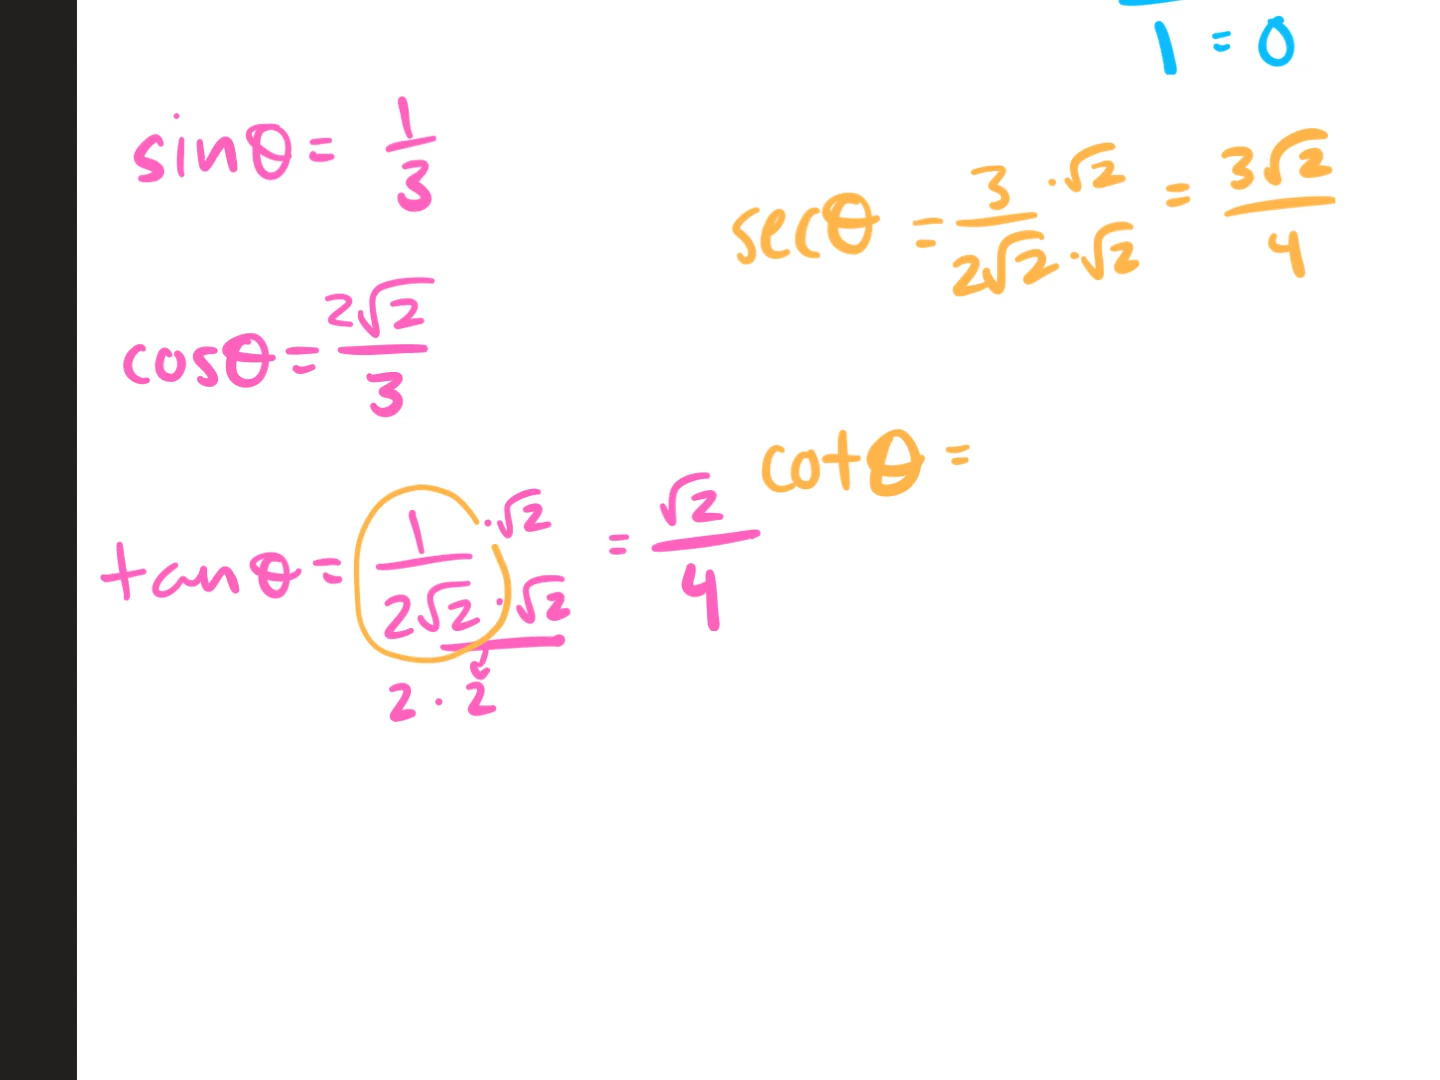 1 = 0
sinθ = 1/3
secθ = 3 · √2 / 2√2 · √2 = 3√2 / 4
cosθ = 2√2 / 3
cotθ =
tanθ = 1 · √2 / 2√2 · √2 = √2 / 4
2 · 2